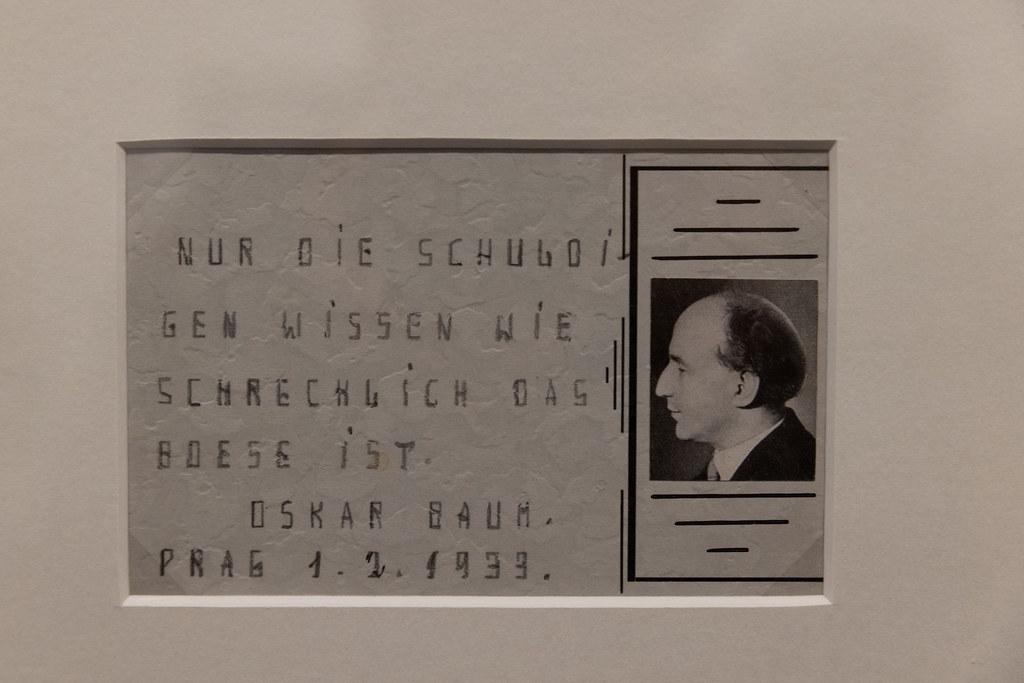 NUR DIE SCHULDI
GEN WISSEN WIE
SCHRECKLICH DAS
BOESE IST.
OSKAR BAUM.
PRAG 1.2.1933.